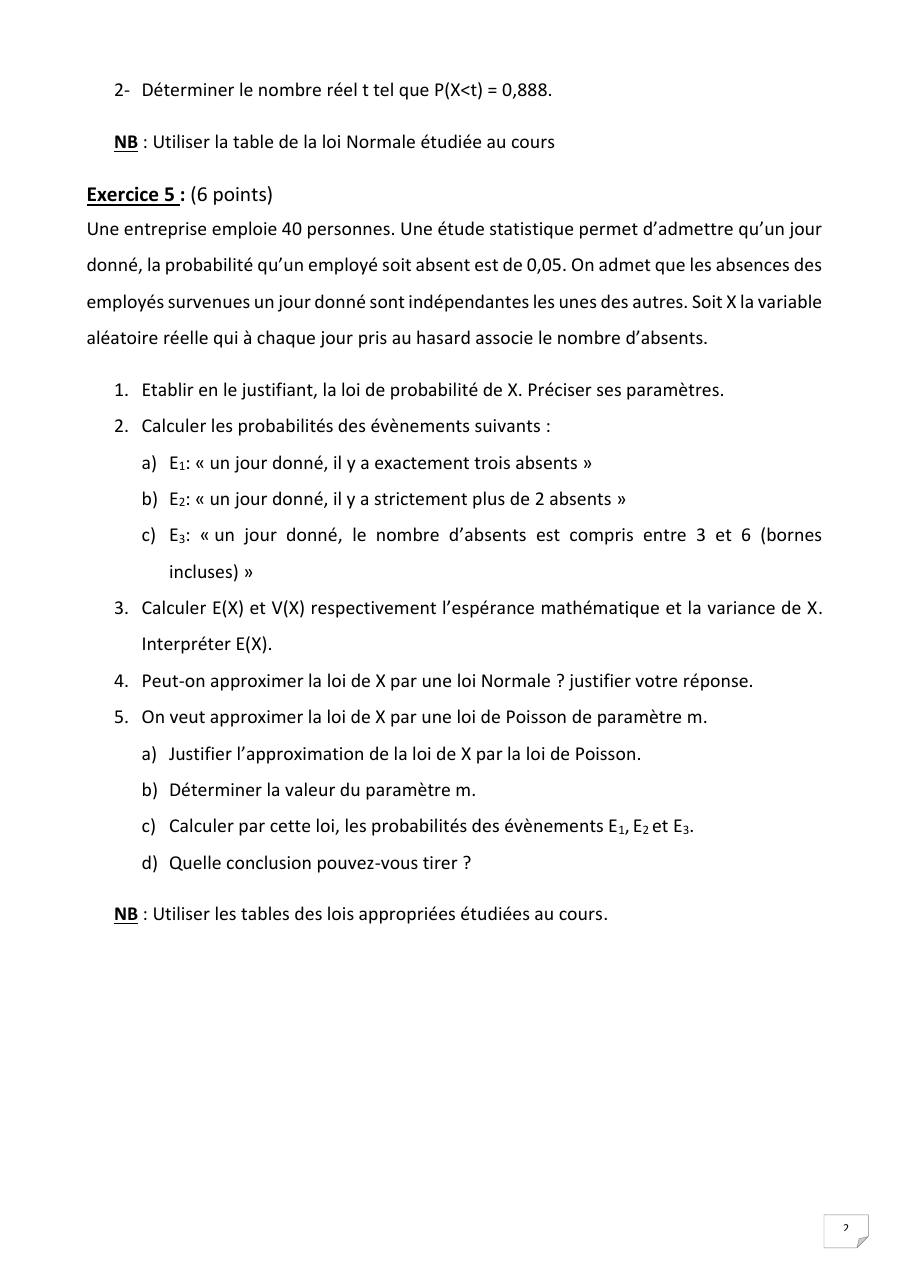 2- Déterminer le nombre réel t tel que P(X<t) = 0,888.
NB : Utiliser la table de la loi Normale étudiée au cours
Exercice 5 : (6 points)
Une entreprise emploie 40 personnes. Une étude statistique permet d’admettre qu’un jour
donné, la probabilité qu’un employé soit absent est de 0,05. On admet que les absences des
employés survenues un jour donné sont indépendantes les unes des autres. Soit X la variable
aléatoire réelle qui à chaque jour pris au hasard associe le nombre d’absents.
1. Etablir en le justifiant, la loi de probabilité de X. Préciser ses paramètres.
2. Calculer les probabilités des évènements suivants :
a) E1: « un jour donné, il y a exactement trois absents »
b) E2: « un jour donné, il y a strictement plus de 2 absents »
c) E3: « un jour donné, le nombre d’absents est compris entre 3 et 6 (bornes
incluses) »
3. Calculer E(X) et V(X) respectivement l’espérance mathématique et la variance de X.
Interpréter E(X).
4. Peut-on approximer la loi de X par une loi Normale ? justifier votre réponse.
5. On veut approximer la loi de X par une loi de Poisson de paramètre m.
a) Justifier l’approximation de la loi de X par la loi de Poisson.
b) Déterminer la valeur du paramètre m.
c) Calculer par cette loi, les probabilités des évènements E1, E2 et E3.
d) Quelle conclusion pouvez-vous tirer ?
NB : Utiliser les tables des lois appropriées étudiées au cours.
2